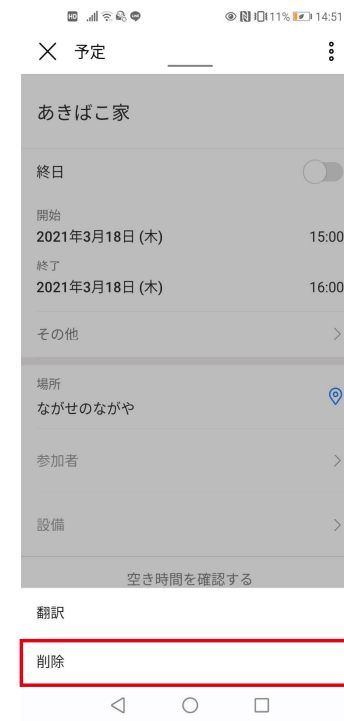 11% 14:51
予定
あきばこ家
終日
開始
2021年3月18日 (木) 15:00
終了
2021年3月18日 (木) 16:00
その他
場所
ながせのながや
参加者
設備
空き時間を確認する
翻訳
削除